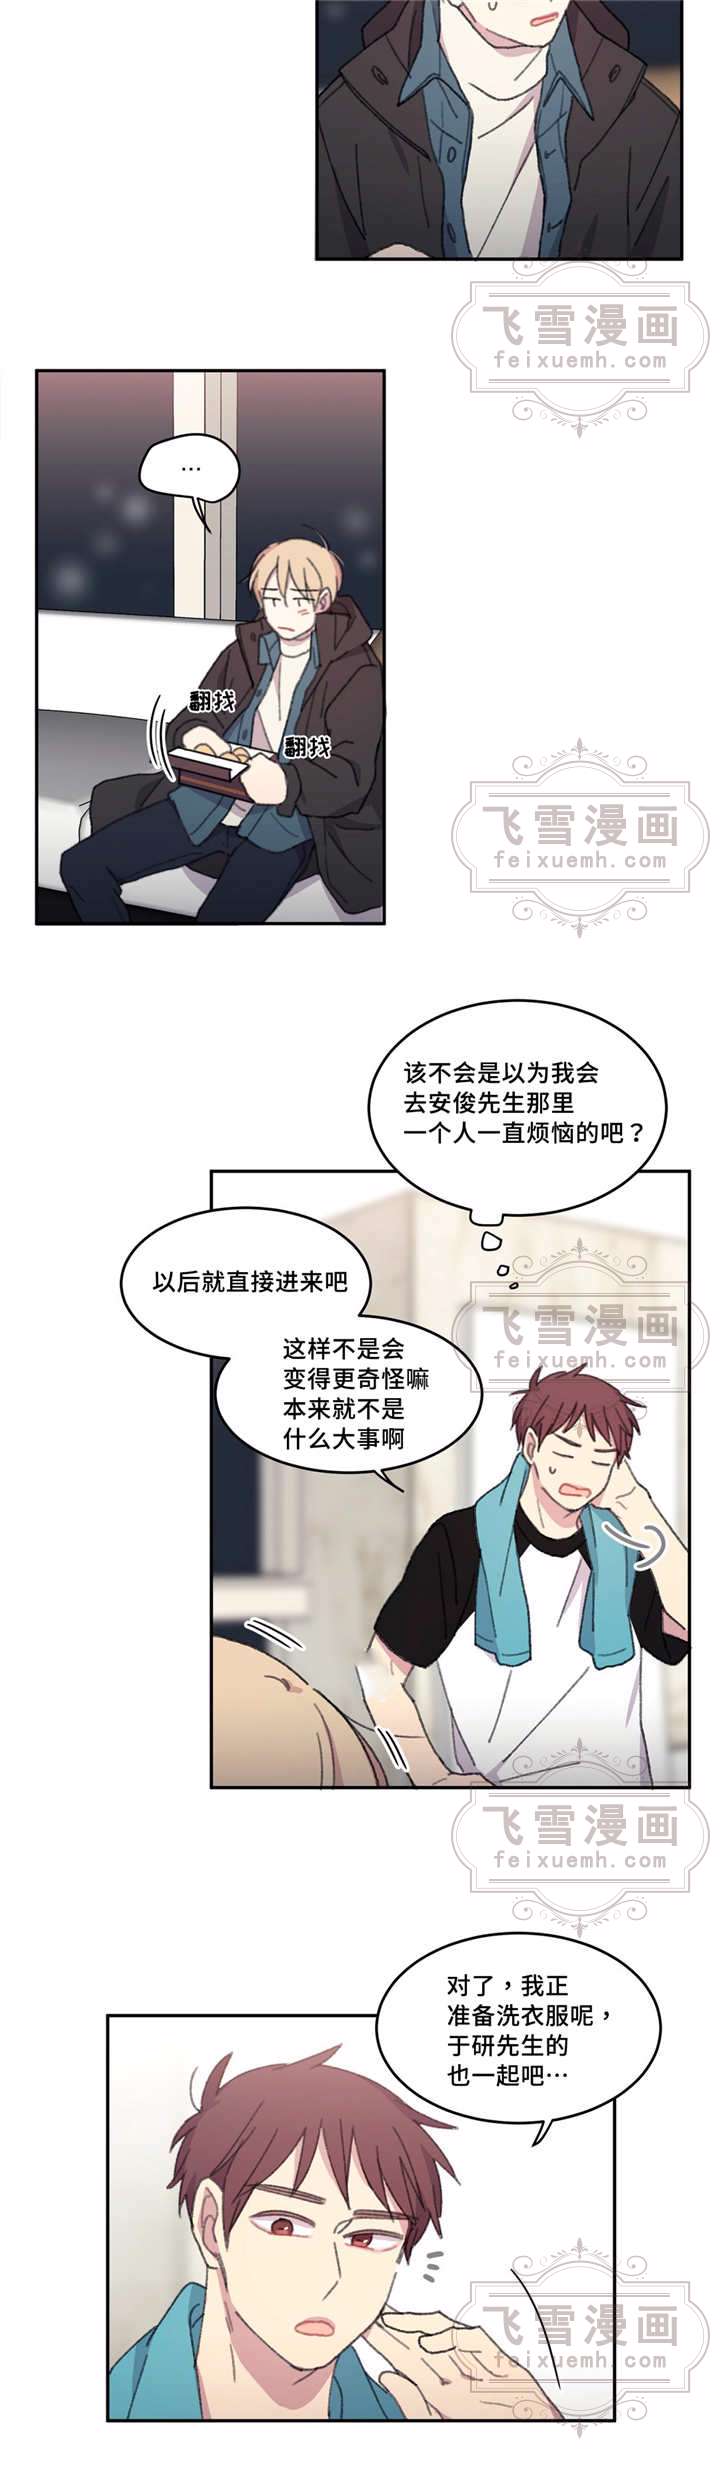 飞雪漫画
feixuemh.com
…
翻找
翻找
飞雪漫画
feixuemh.com
该不会是以为我会
去安俊先生那里
一个人一直烦恼的吧？
以后就直接进来吧
这样不是会
变得更奇怪嘛
本来就不是
什么大事啊
飞雪漫画
feixuemh.com
飞雪漫画
feixuemh.com
对了，我正
准备洗衣服呢，
于研先生的
也一起吧…
飞雪漫画
feixuemh.com